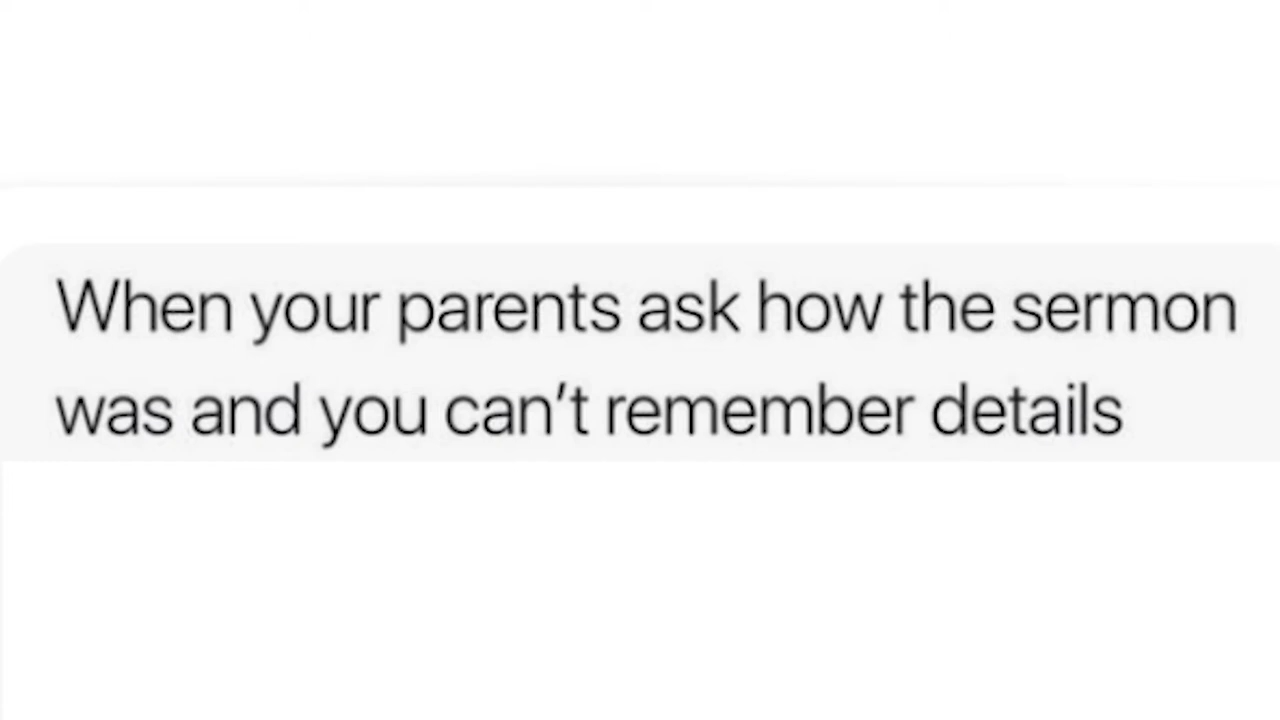 When your parents ask how the sermon
was and you can’t remember details